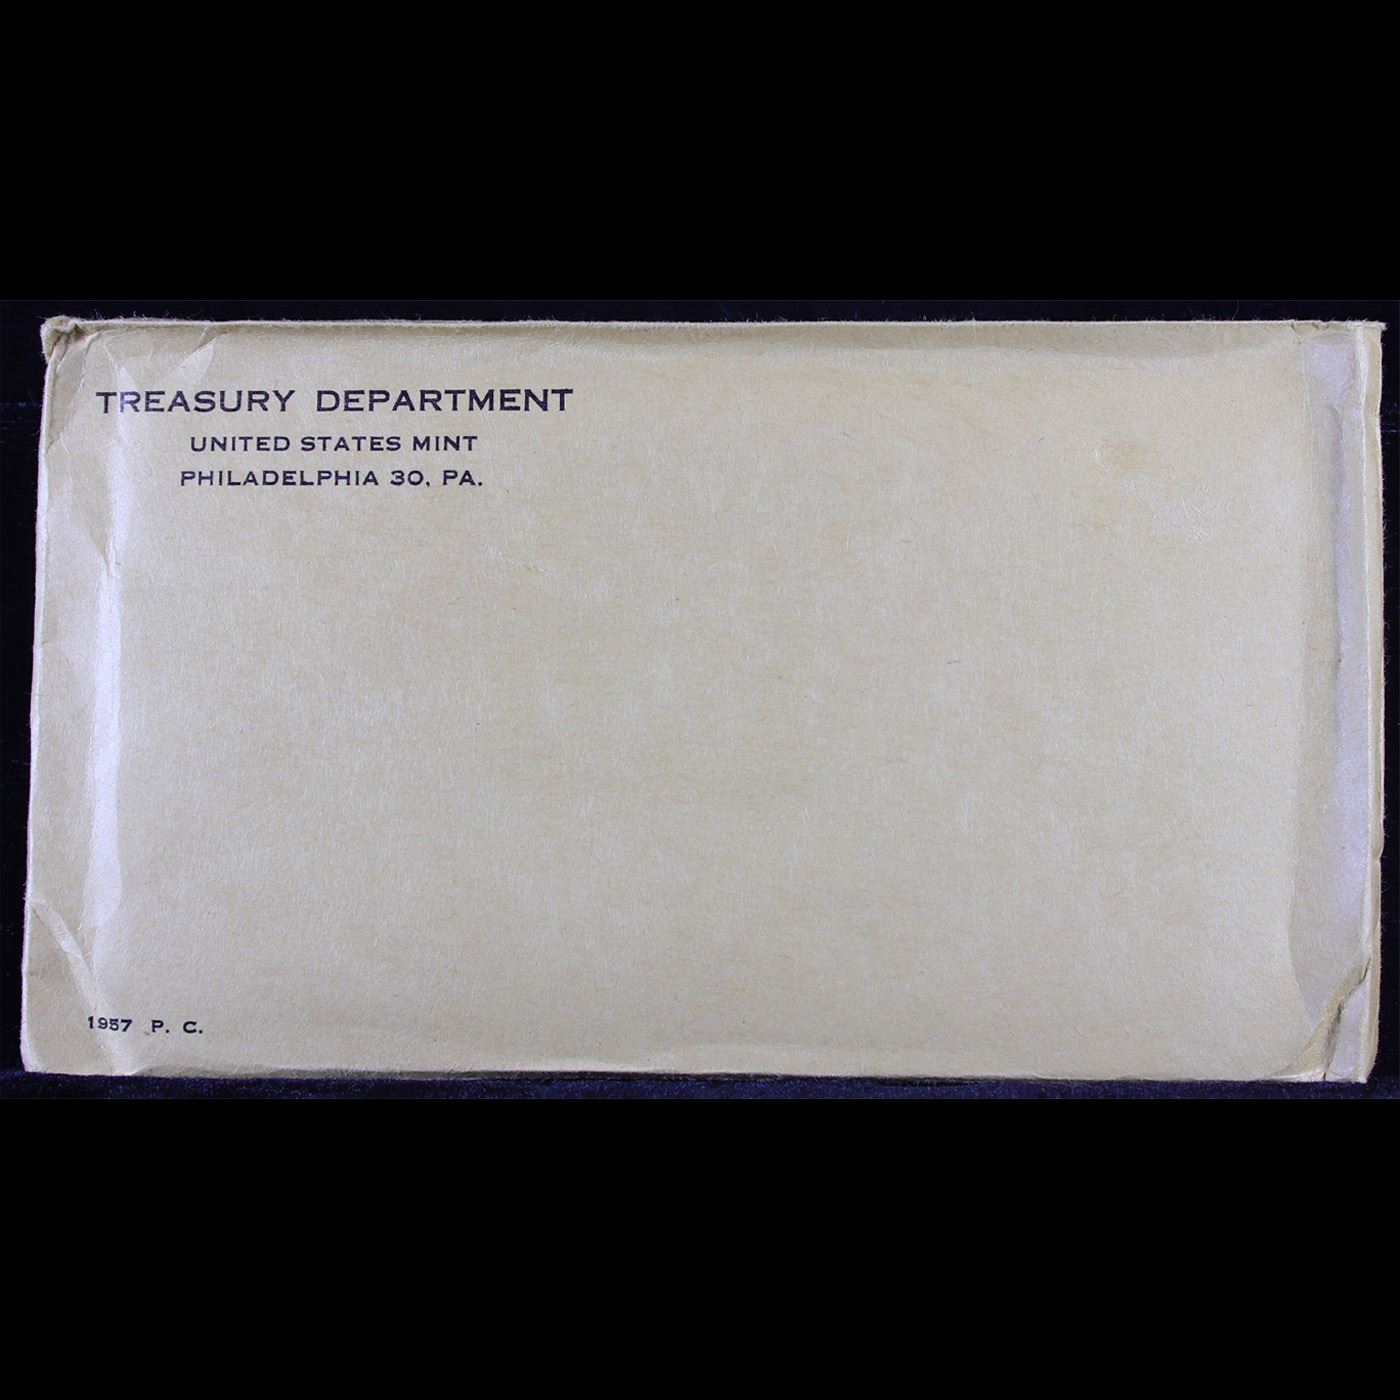 TREASURY DEPARTMENT
UNITED STATES MINT
PHILADELPHIA 30, PA.
1957 P. C.